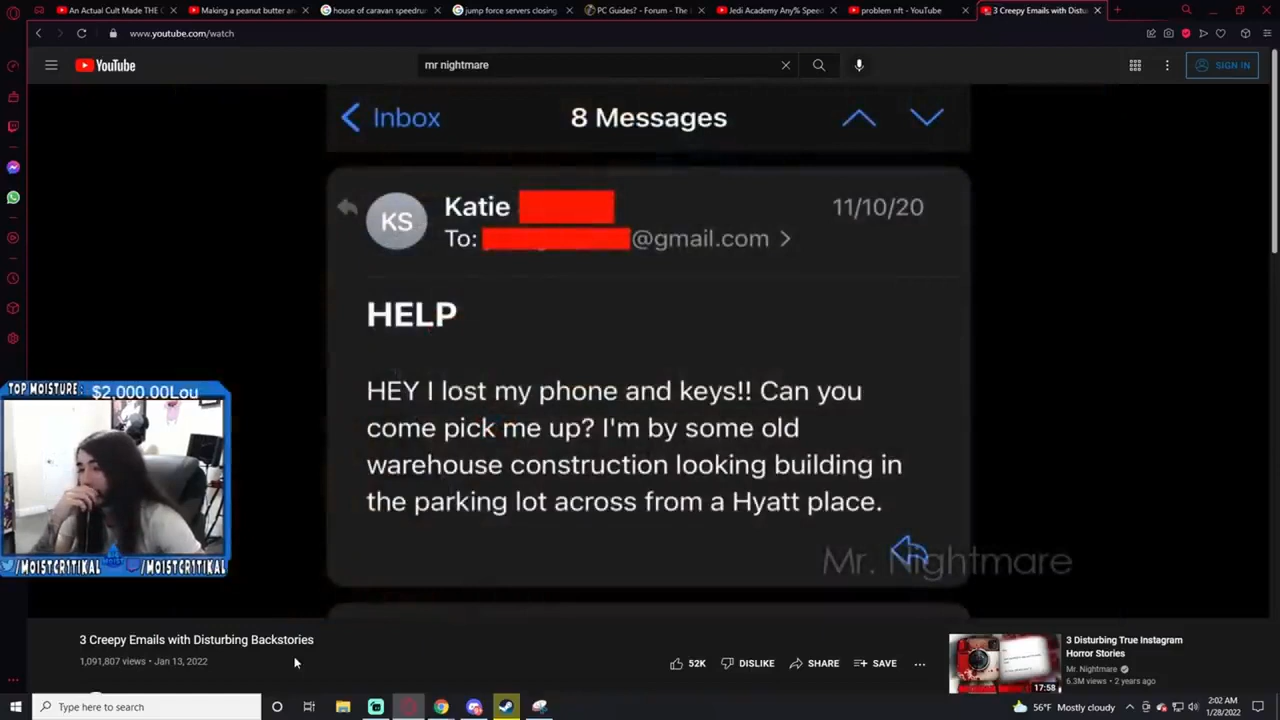 An Actual Cult Made THE
Making a peanut butter an
house of caravan speedrun
jump force servers closing
PC Guides? - Forum - The
Jedi Academy Any% Speed
problem nft - YouTube
3 Creepy Emails with Distu
www.youtube.com/watch
YouTube
mr nightmare
SIGN IN
Inbox
8 Messages
KS
Katie
11/10/20
To:
@gmail.com
HELP
HEY I lost my phone and keys!! Can you
come pick me up? I'm by some old
warehouse construction looking building in
the parking lot across from a Hyatt place.
Mr. Nightmare
TOP MOISTURE: $2,000.00Lou
/MOISTCR1TIKAL
/MOISTCR1TIKAL
3 Creepy Emails with Disturbing Backstories
1,091,807 views • Jan 13, 2022
52K
DISLIKE
SHARE
SAVE
3 Disturbing True Instagram
Horror Stories
Mr. Nightmare
6.3M views • 2 years ago
17:58
Type here to search
56°F Mostly cloudy
2:02 AM
1/28/2022